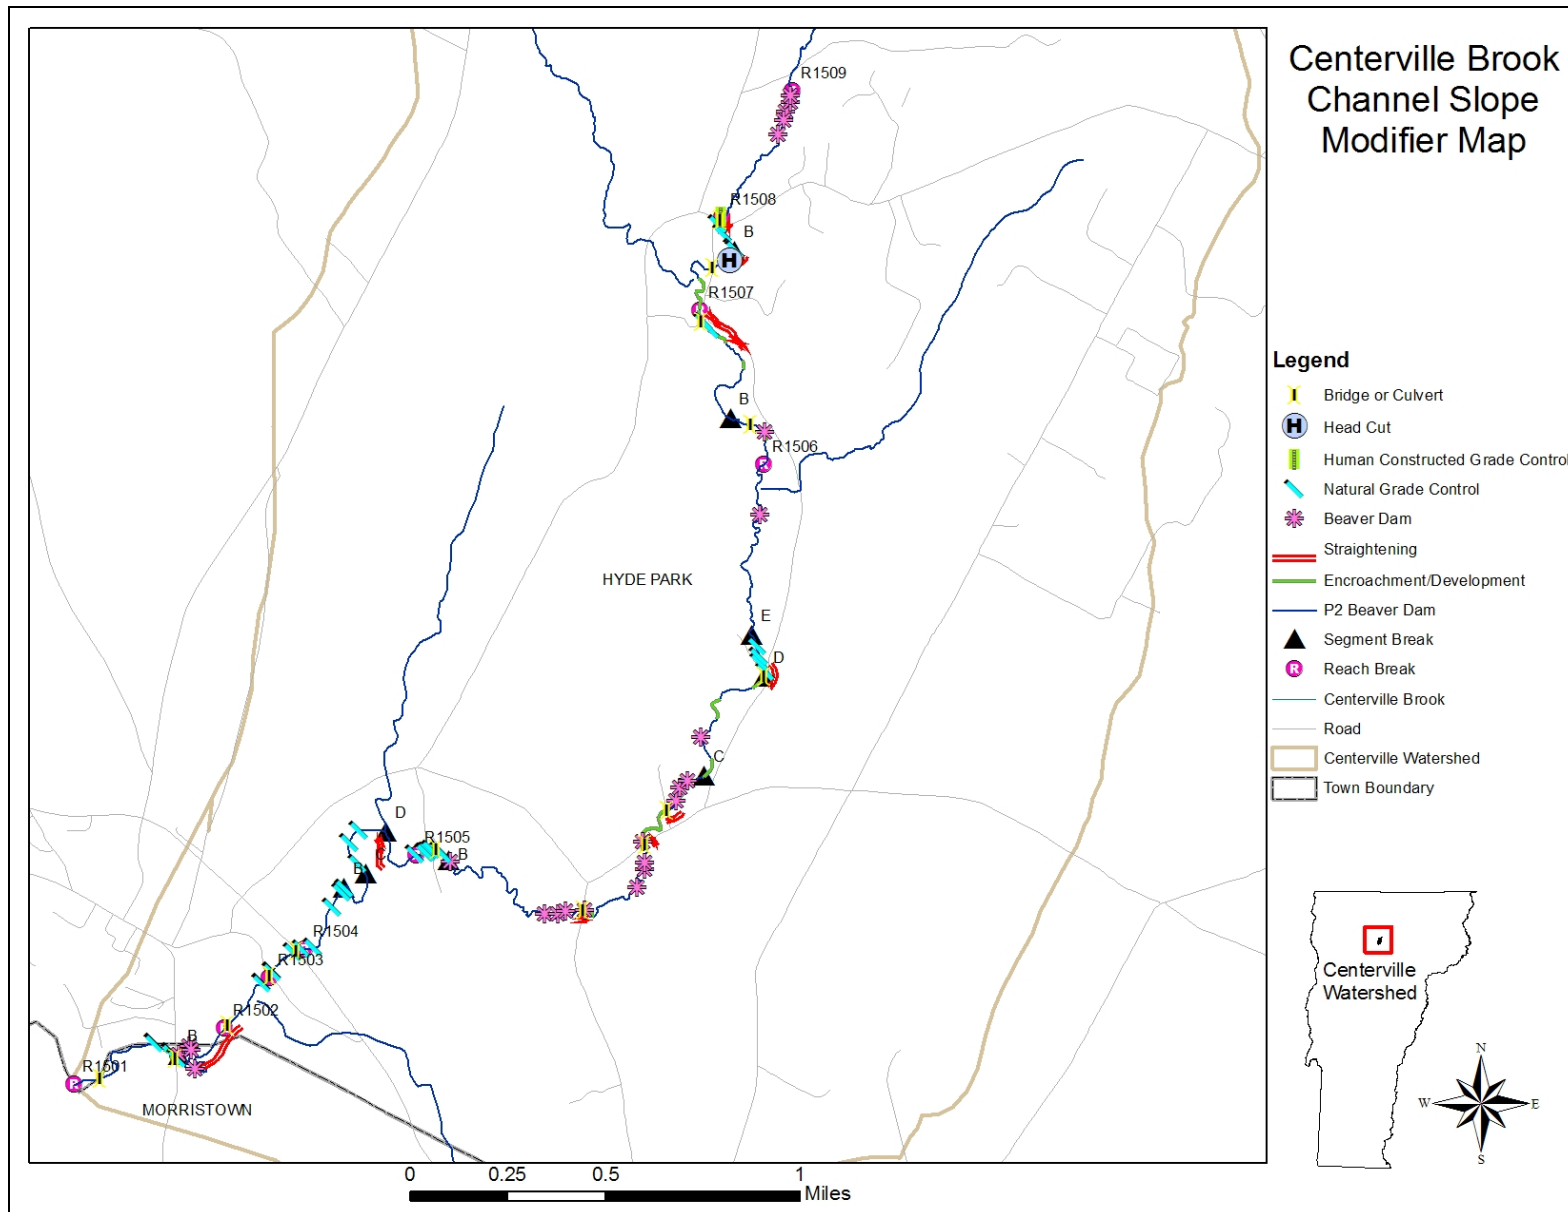 Centerville Brook
Channel Slope
Modifier Map
R1509
R1508
B
H
R1507
B
R1506
HYDE PARK
E
D
C
D
R1505
B
B
R1504
R1503
R1502
B
R1501
MORRISTOWN
Legend
Bridge or Culvert
H Head Cut
Human Constructed Grade Control
Natural Grade Control
Beaver Dam
Straightening
Encroachment/Development
P2 Beaver Dam
Segment Break
R Reach Break
Centerville Brook
Road
Centerville Watershed
Town Boundary
Centerville
Watershed
N
W E
S
0 0.25 0.5 1
Miles